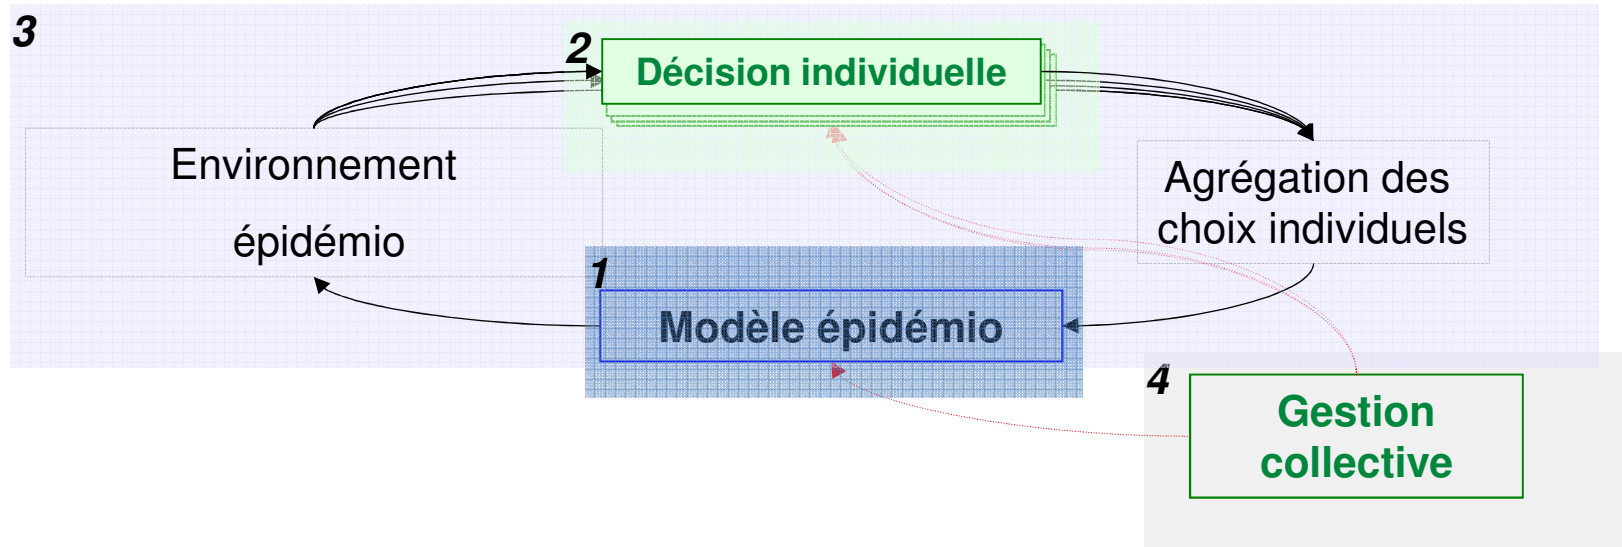 3
2
Décision individuelle
Environnement
épidémio
Agrégation des
choix individuels
1
Modèle épidémio
4
Gestion
collective